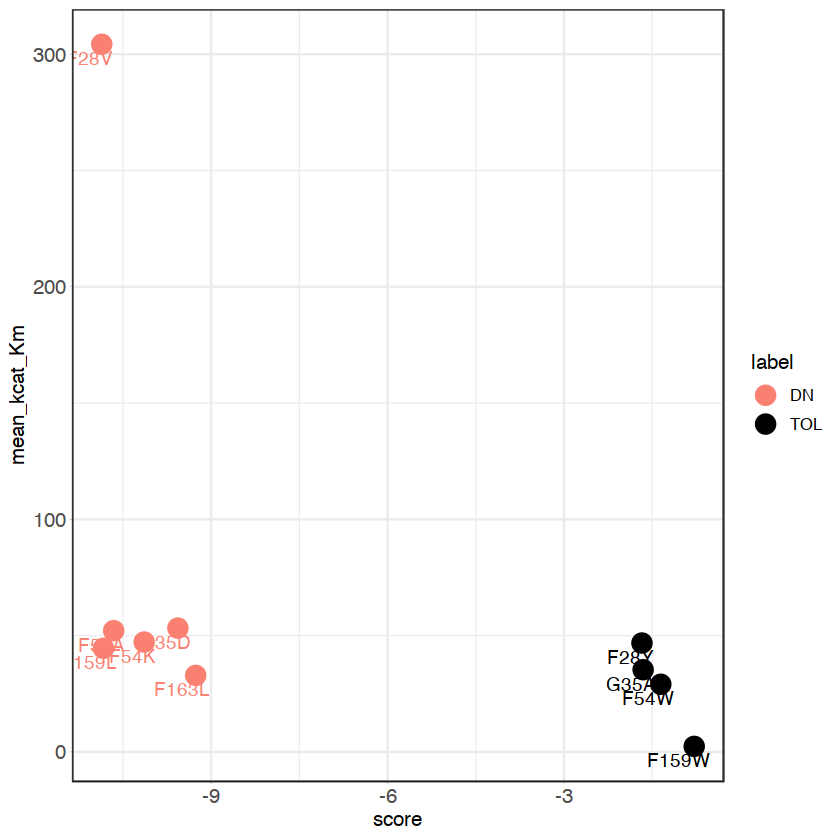 300
200
100
0
mean_kcat_Km
F28V
F54K
35D
159L
F163L
F28Y
G35A
F54W
F159W
-9
-6
-3
score
label
DN
TOL